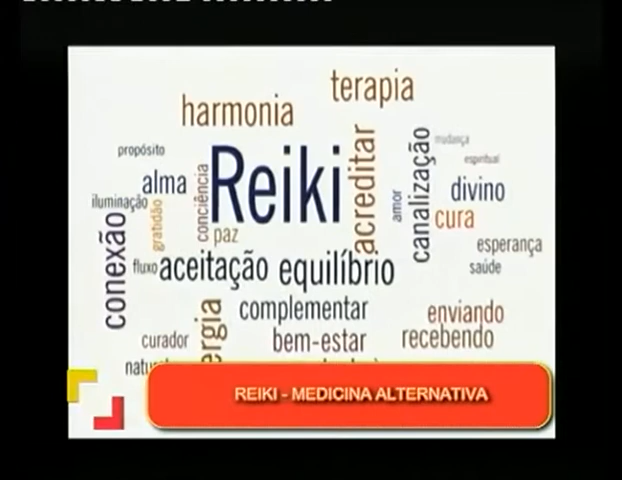 terapia
harmonia
acreditar
canalização
mudança
propósito
Reiki
espiritual
conciência
alma
amor
divino
iluminação
gratidão
cura
conexão
paz
esperança
fluxo
aceitação
equilíbrio
saúde
complementar
enviando
curador
bem-estar
recebendo
REIKI - MEDICINA ALTERNATIVA